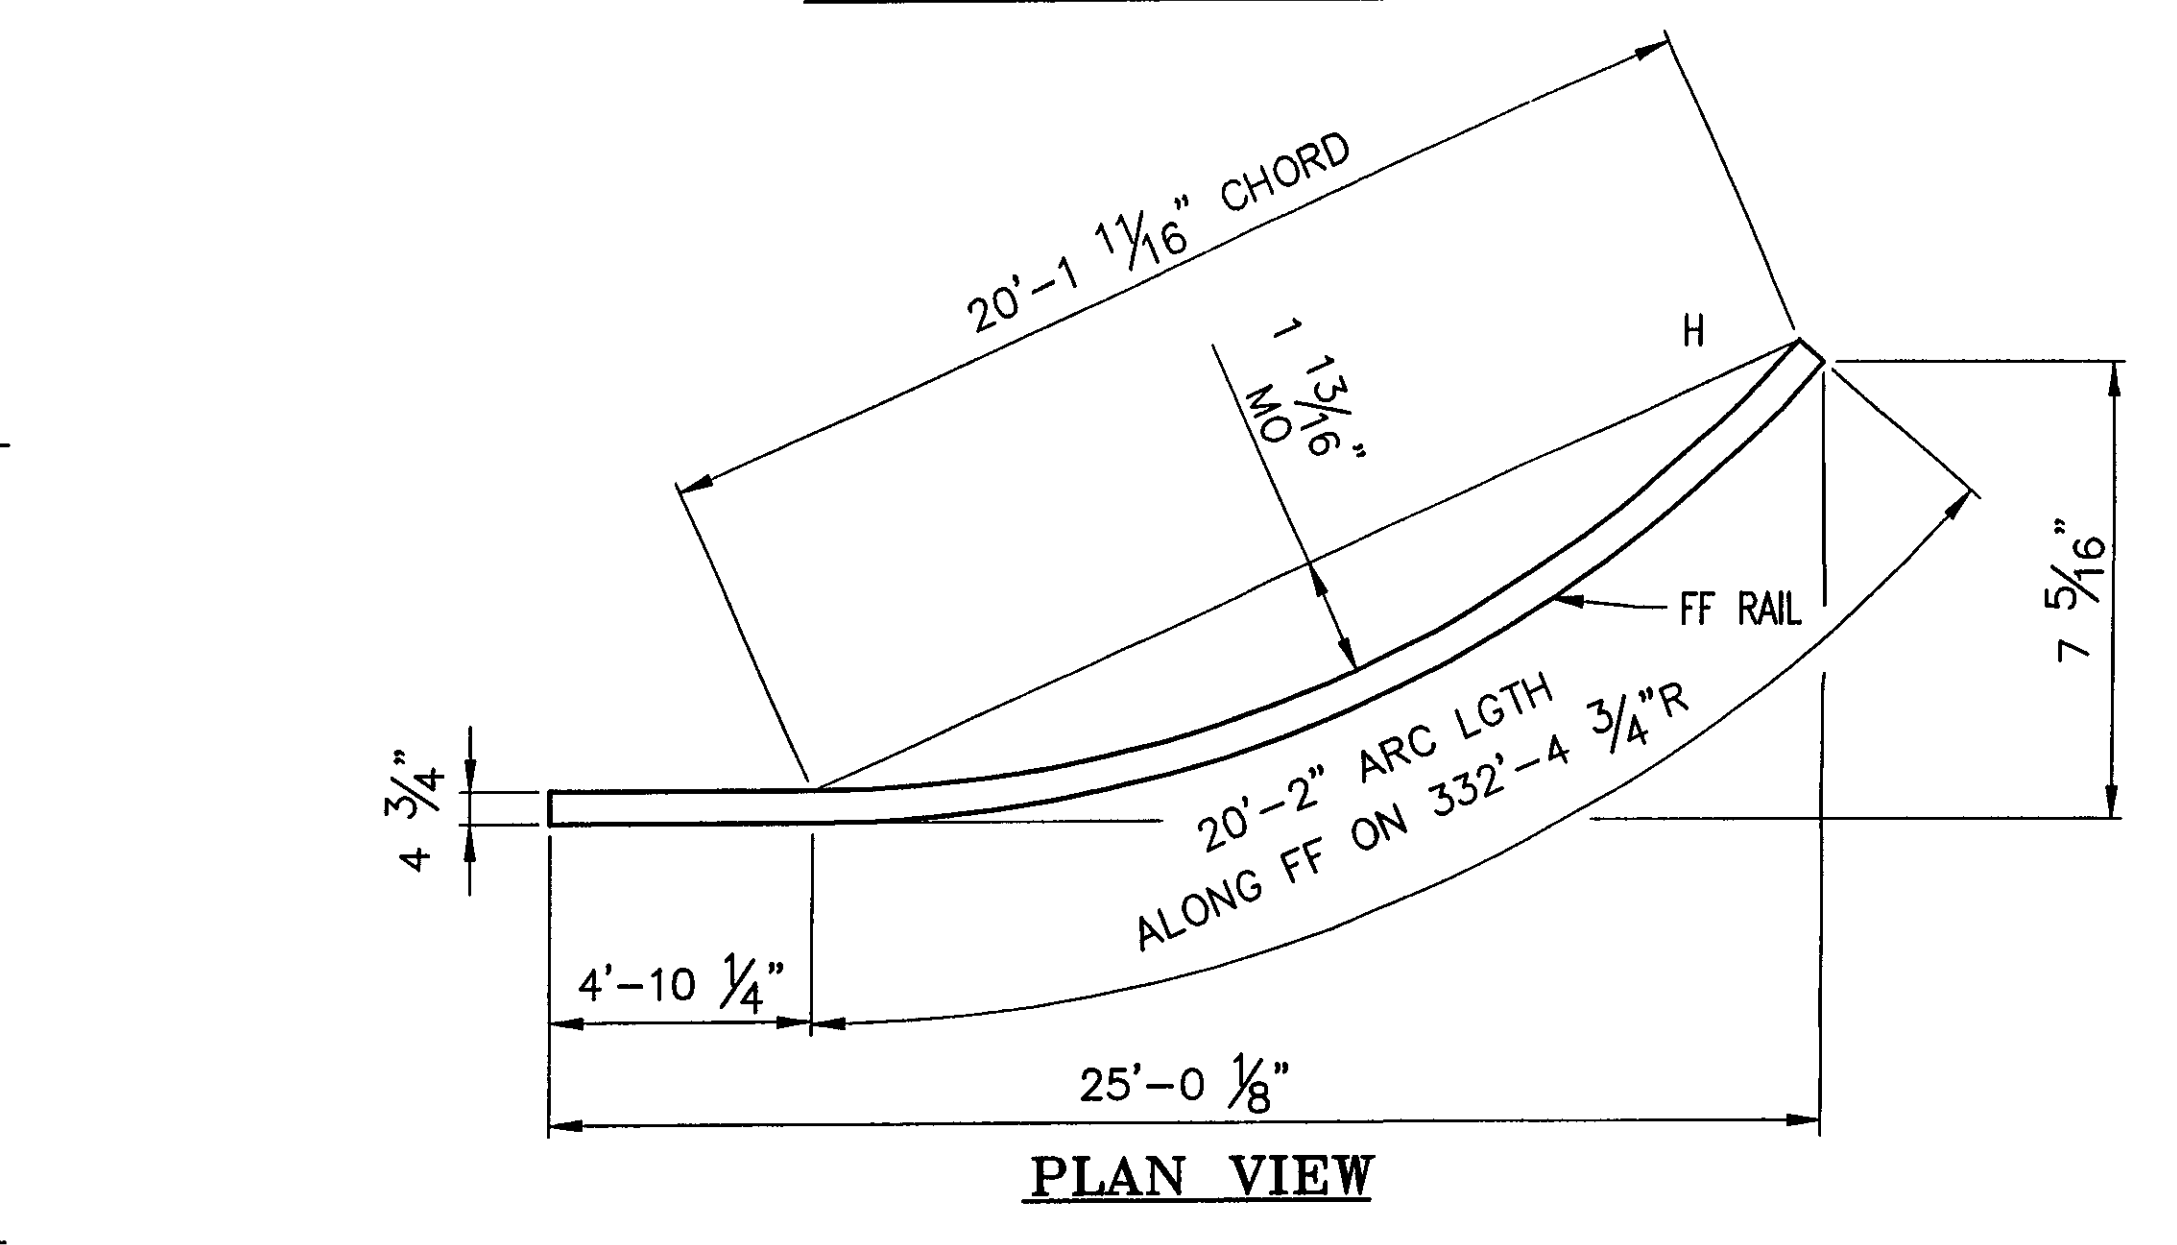 20'-1 11/16" CHORD
1 13/16"
MO
H
FF RAIL
7 5/16"
4 3/4"
20'-2" ARC LGTH
ALONG FF ON 332'-4 3/4"R
4'-10 1/4"
25'-0 1/8"
PLAN VIEW